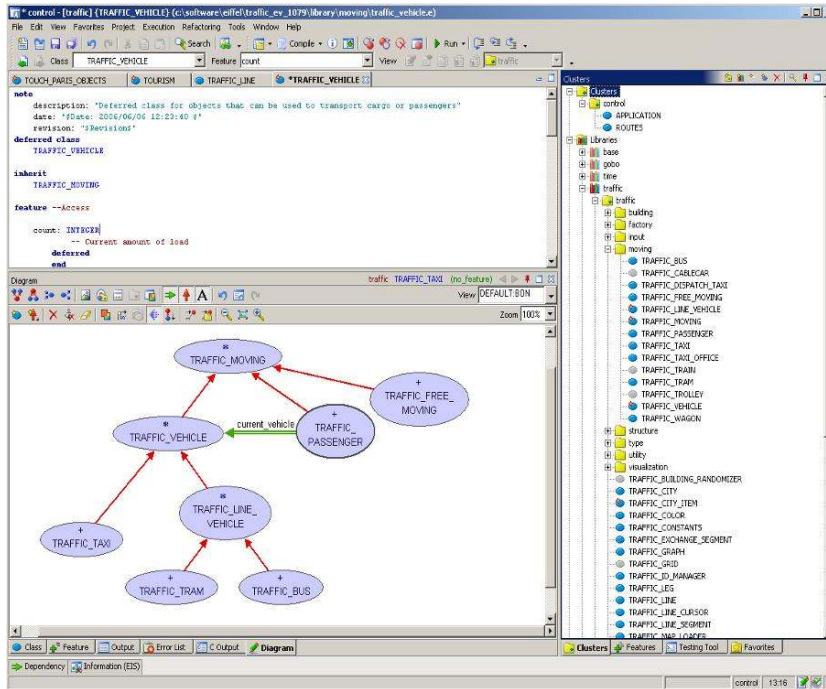 * control - [traffic] {TRAFFIC_VEHICLE} (c:\software\eiffel\traffic_ev_1079\library\moving\traffic_vehicle.e)
File Edit View Favorites Project Execution Refactoring Tools Window Help
Search Compile Run
Class TRAFFIC_VEHICLE Feature count View traffic
TOUCH_PARIS_OBJECTS TOURISM TRAFFIC_LINE *TRAFFIC_VEHICLE
note
description: "Deferred class for objects that can be used to transport cargo or passengers"
date: "$Date: 2006/06/06 12:23:40 $"
revision: "$Revision$"
deferred class
TRAFFIC_VEHICLE
inherit
TRAFFIC_MOVING
feature --Access
count: INTEGER
-- Current amount of load
deferred
end
Diagram traffic TRAFFIC_TAXI (no_feature)
View DEFAULT:BON
Zoom 100%
*
TRAFFIC_MOVING
+
TRAFFIC_FREE_
MOVING
*
TRAFFIC_VEHICLE
current_vehicle
+
TRAFFIC_
PASSENGER
*
TRAFFIC_LINE_
VEHICLE
+
TRAFFIC_TAXI
+
TRAFFIC_TRAM
+
TRAFFIC_BUS
Class Feature Output Error List C Output Diagram
Dependency Information (EIS)
Clusters
Clusters
control
APPLICATION
ROUTES
Libraries
base
gobo
time
traffic
traffic
building
factory
input
moving
TRAFFIC_BUS
TRAFFIC_CABLECAR
TRAFFIC_DISPATCH_TAXI
TRAFFIC_FREE_MOVING
TRAFFIC_LINE_VEHICLE
TRAFFIC_MOVING
TRAFFIC_PASSENGER
TRAFFIC_TAXI
TRAFFIC_TAXI_OFFICE
TRAFFIC_TRAIN
TRAFFIC_TRAM
TRAFFIC_TROLLEY
TRAFFIC_VEHICLE
TRAFFIC_WAGON
structure
type
utility
visualization
TRAFFIC_BUILDING_RANDOMIZER
TRAFFIC_CITY
TRAFFIC_CITY_ITEM
TRAFFIC_COLOR
TRAFFIC_CONSTANTS
TRAFFIC_EXCHANGE_SEGMENT
TRAFFIC_GRAPH
TRAFFIC_GRID
TRAFFIC_ID_MANAGER
TRAFFIC_LEG
TRAFFIC_LINE
TRAFFIC_LINE_CURSOR
TRAFFIC_LINE_SEGMENT
TRAFFIC_MAP_LOADER
Clusters Features Testing Tool Favorites
control 13:16